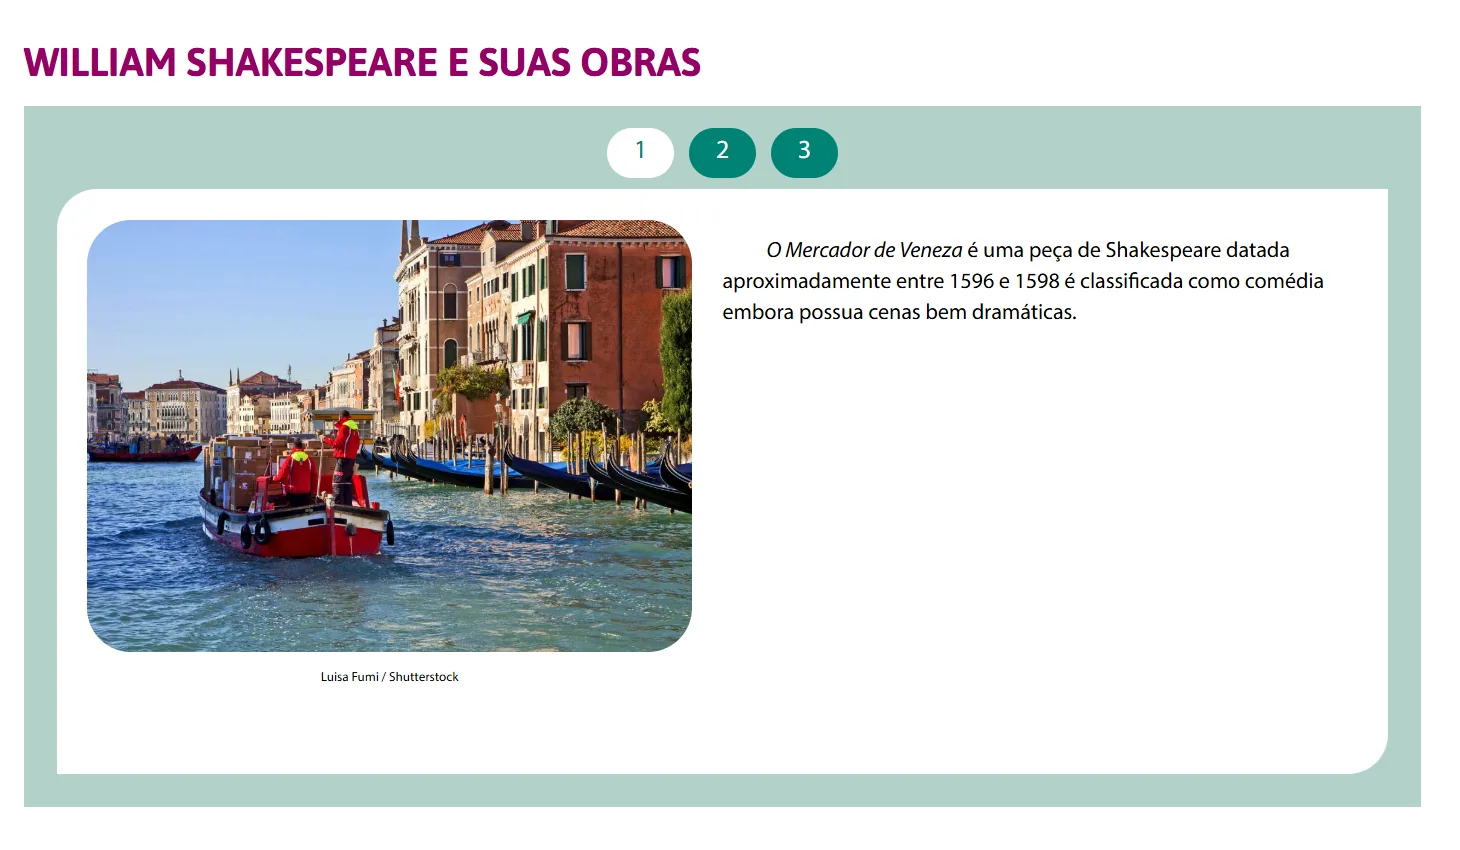 WILLIAM SHAKESPEARE E SUAS OBRAS
1 2 3
O Mercador de Veneza é uma peça de Shakespeare datada
aproximadamente entre 1596 e 1598 é classificada como comédia
embora possua cenas bem dramáticas.
Luisa Fumi / Shutterstock